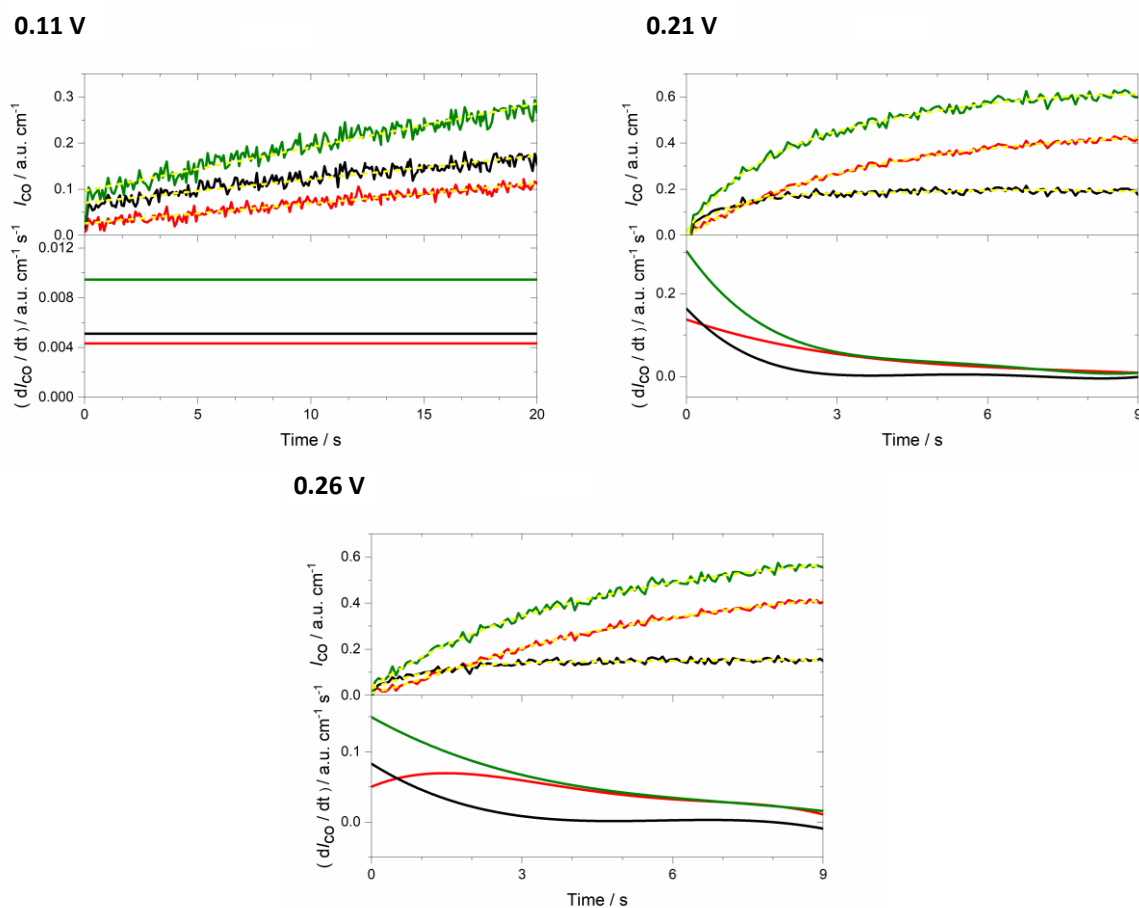 0.11 V
0.3
0.2
0.1
0.0
I_CO / a.u. cm⁻¹
0.012
0.008
0.004
0.000
( dI_CO / dt ) / a.u. cm⁻¹ s⁻¹
0 5 10 15 20
Time / s
0.21 V
0.6
0.4
0.2
0.0
I_CO / a.u. cm⁻¹
0.2
0.0
( dI_CO / dt ) / a.u. cm⁻¹ s⁻¹
0 3 6 9
Time / s
0.26 V
0.6
0.4
0.2
0.0
I_CO / a.u. cm⁻¹
0.1
0.0
( dI_CO / dt ) / a.u. cm⁻¹ s⁻¹
0 3 6 9
Time / s